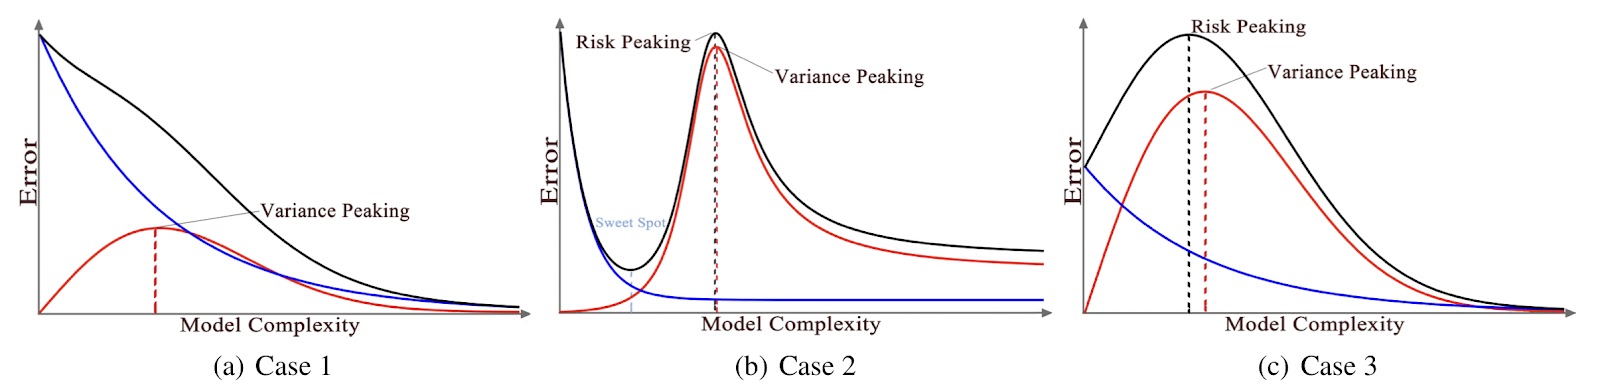 Error
Variance Peaking
Model Complexity
(a) Case 1
Error
Risk Peaking
Variance Peaking
Sweet Spot
Model Complexity
(b) Case 2
Error
Risk Peaking
Variance Peaking
Model Complexity
(c) Case 3